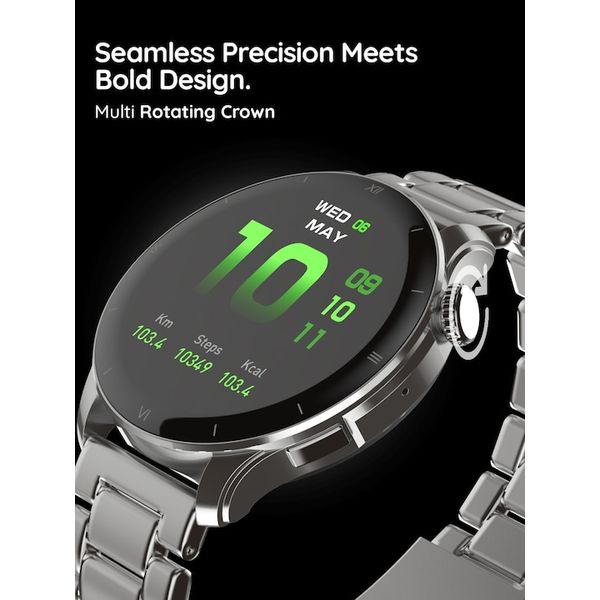 Seamless Precision Meets
Bold Design.
Multi Rotating Crown
XII
WED 06
MAY
10
09
10
11
Km
103.4
Steps
10349
Kcal
103.4
III
VI